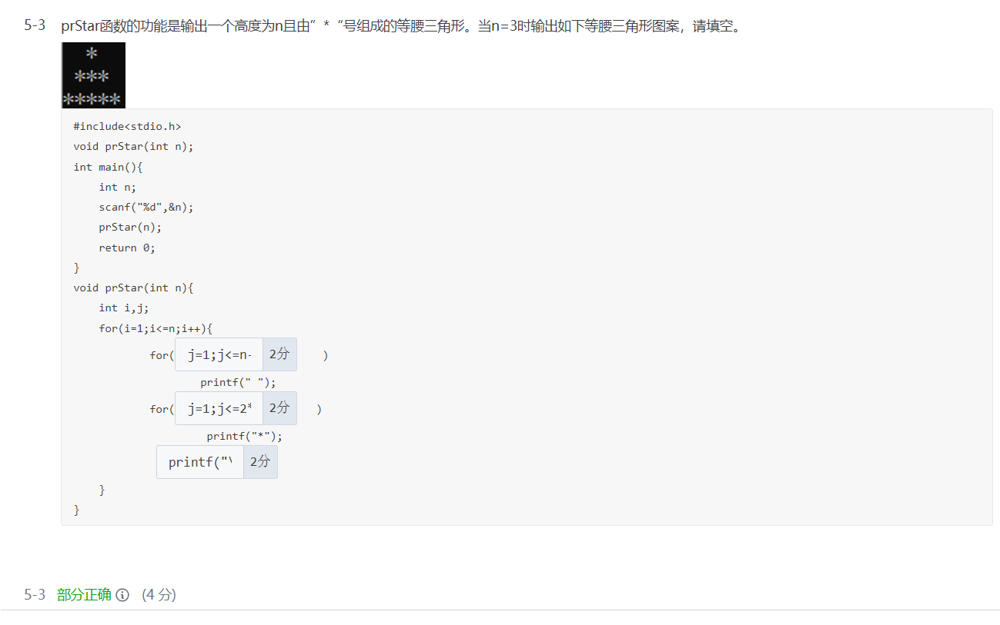 5-3 prStar函数的功能是输出一个高度为n且由”*“号组成的等腰三角形。当n=3时输出如下等腰三角形图案，请填空。
*
***
*****
#include<stdio.h>
void prStar(int n);
int main(){
int n;
scanf("%d",&n);
prStar(n);
return 0;
}
void prStar(int n){
int i,j;
for(i=1;i<=n;i++){
for( j=1;j<=n- 2分 )
printf(" ");
for( j=1;j<=2* 2分 )
printf("*");
printf("\ 2分
}
}
5-3 部分正确 (4 分)